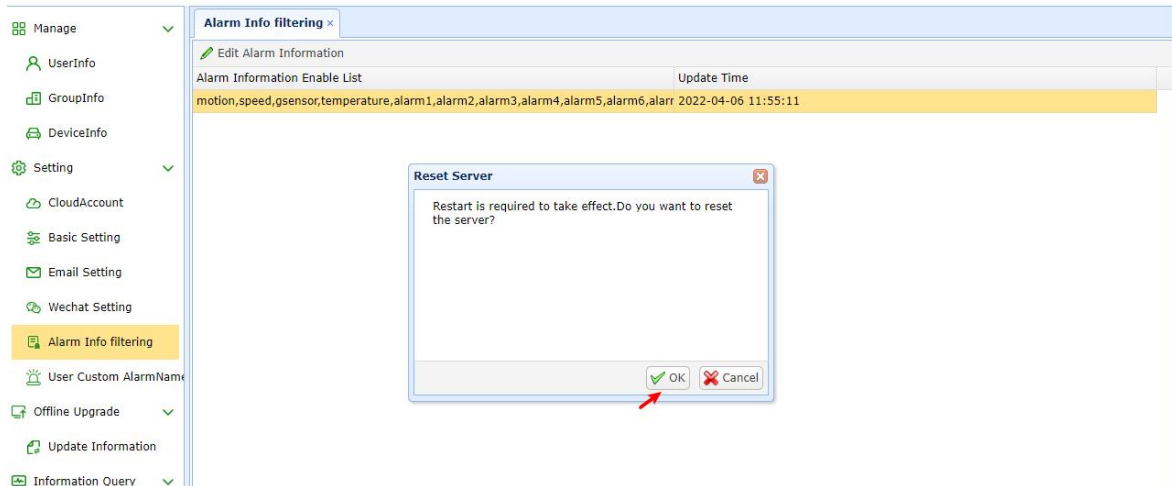 Manage
UserInfo
GroupInfo
DeviceInfo
Setting
CloudAccount
Basic Setting
Email Setting
Wechat Setting
Alarm Info filtering
User Custom AlarmName
Offline Upgrade
Update Information
Information Query
Alarm Info filtering ×
Edit Alarm Information
Alarm Information Enable List Update Time
motion,speed,gsensor,temperature,alarm1,alarm2,alarm3,alarm4,alarm5,alarm6,alarr 2022-04-06 11:55:11
Reset Server
Restart is required to take effect.Do you want to reset
the server?
OK Cancel